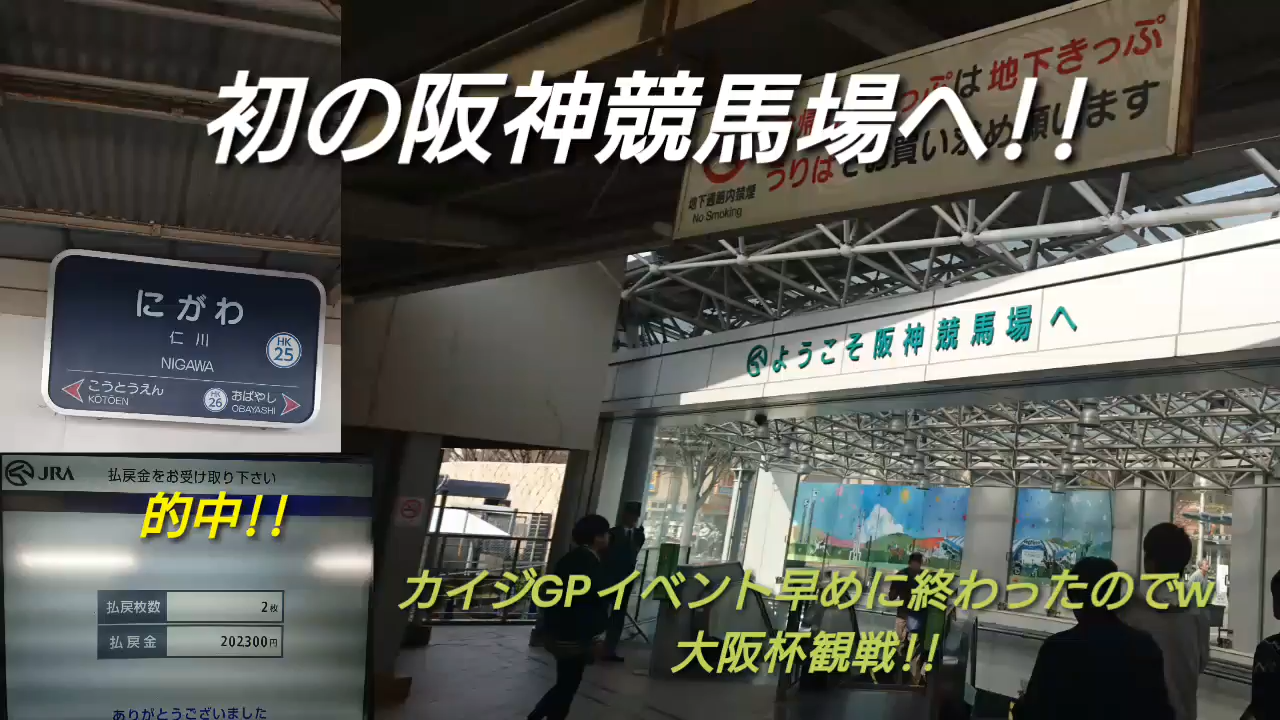 初の阪神競馬場へ!!
は地下きっぷ
うりばでお買い求め願います
地下通路内禁煙
No Smoking
ようこそ阪神競馬場へ
にがわ
仁川
NIGAWA
HK
25
こうとうえん
KŌTŌEN
HK
26
おばやし
OBAYASHI
JRA
払戻金をお受け取り下さい
的中!!
払戻枚数 2枚
払戻金 202300円
ありがとうございました
カイジGPイベント早めに終わったのでw
大阪杯観戦!!